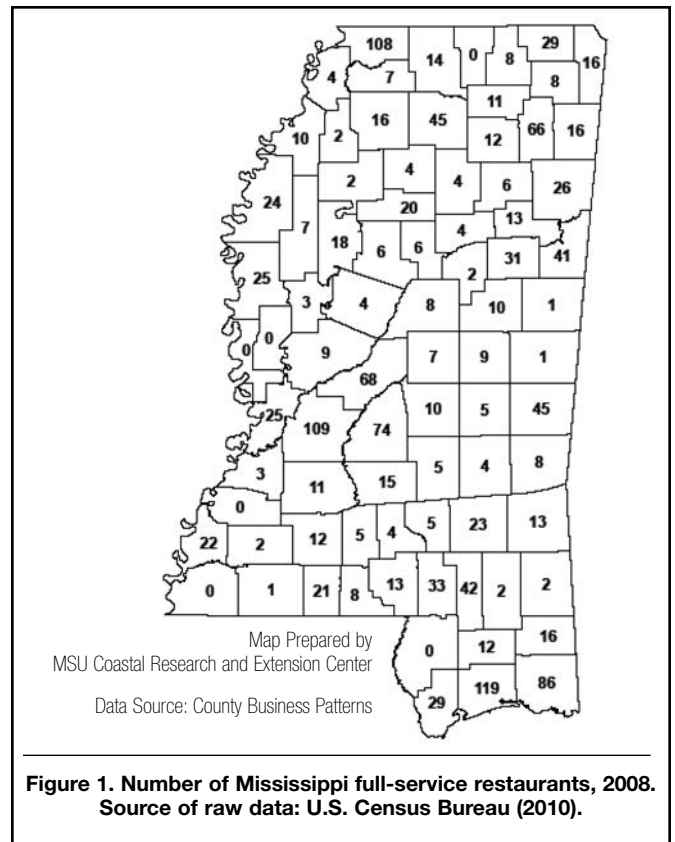 108 14 0 8 29 16
4 7 8
11
16 45 66 16
10 2 12
2 4 4 6 26
24 20
7 13
18 6 6 4
31 41
25 2
3 4 8 10 1
0 0 9
7 9 1
68
25 10 5 45
109 74
3 5 4 8
11 15
0
5 23 13
22 2 12 5 4
0 1 21 8 13 33 42 2 2
Map Prepared by
MSU Coastal Research and Extension Center
0 12 16
Data Source: County Business Patterns
29 119 86
Figure 1. Number of Mississippi full-service restaurants, 2008.
Source of raw data: U.S. Census Bureau (2010).